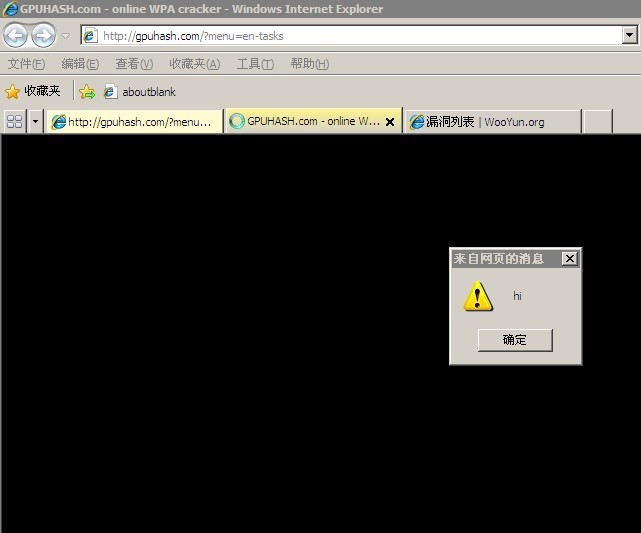 GPUHASH.com - online WPA cracker - Windows Internet Explorer
http://gpuhash.com/?menu=en-tasks
文件(F) 编辑(E) 查看(V) 收藏夹(A) 工具(T) 帮助(H)
收藏夹 aboutblank
http://gpuhash.com/?menu... GPUHASH.com - online W... 漏洞列表 | WooYun.org
来自网页的消息
hi
确定